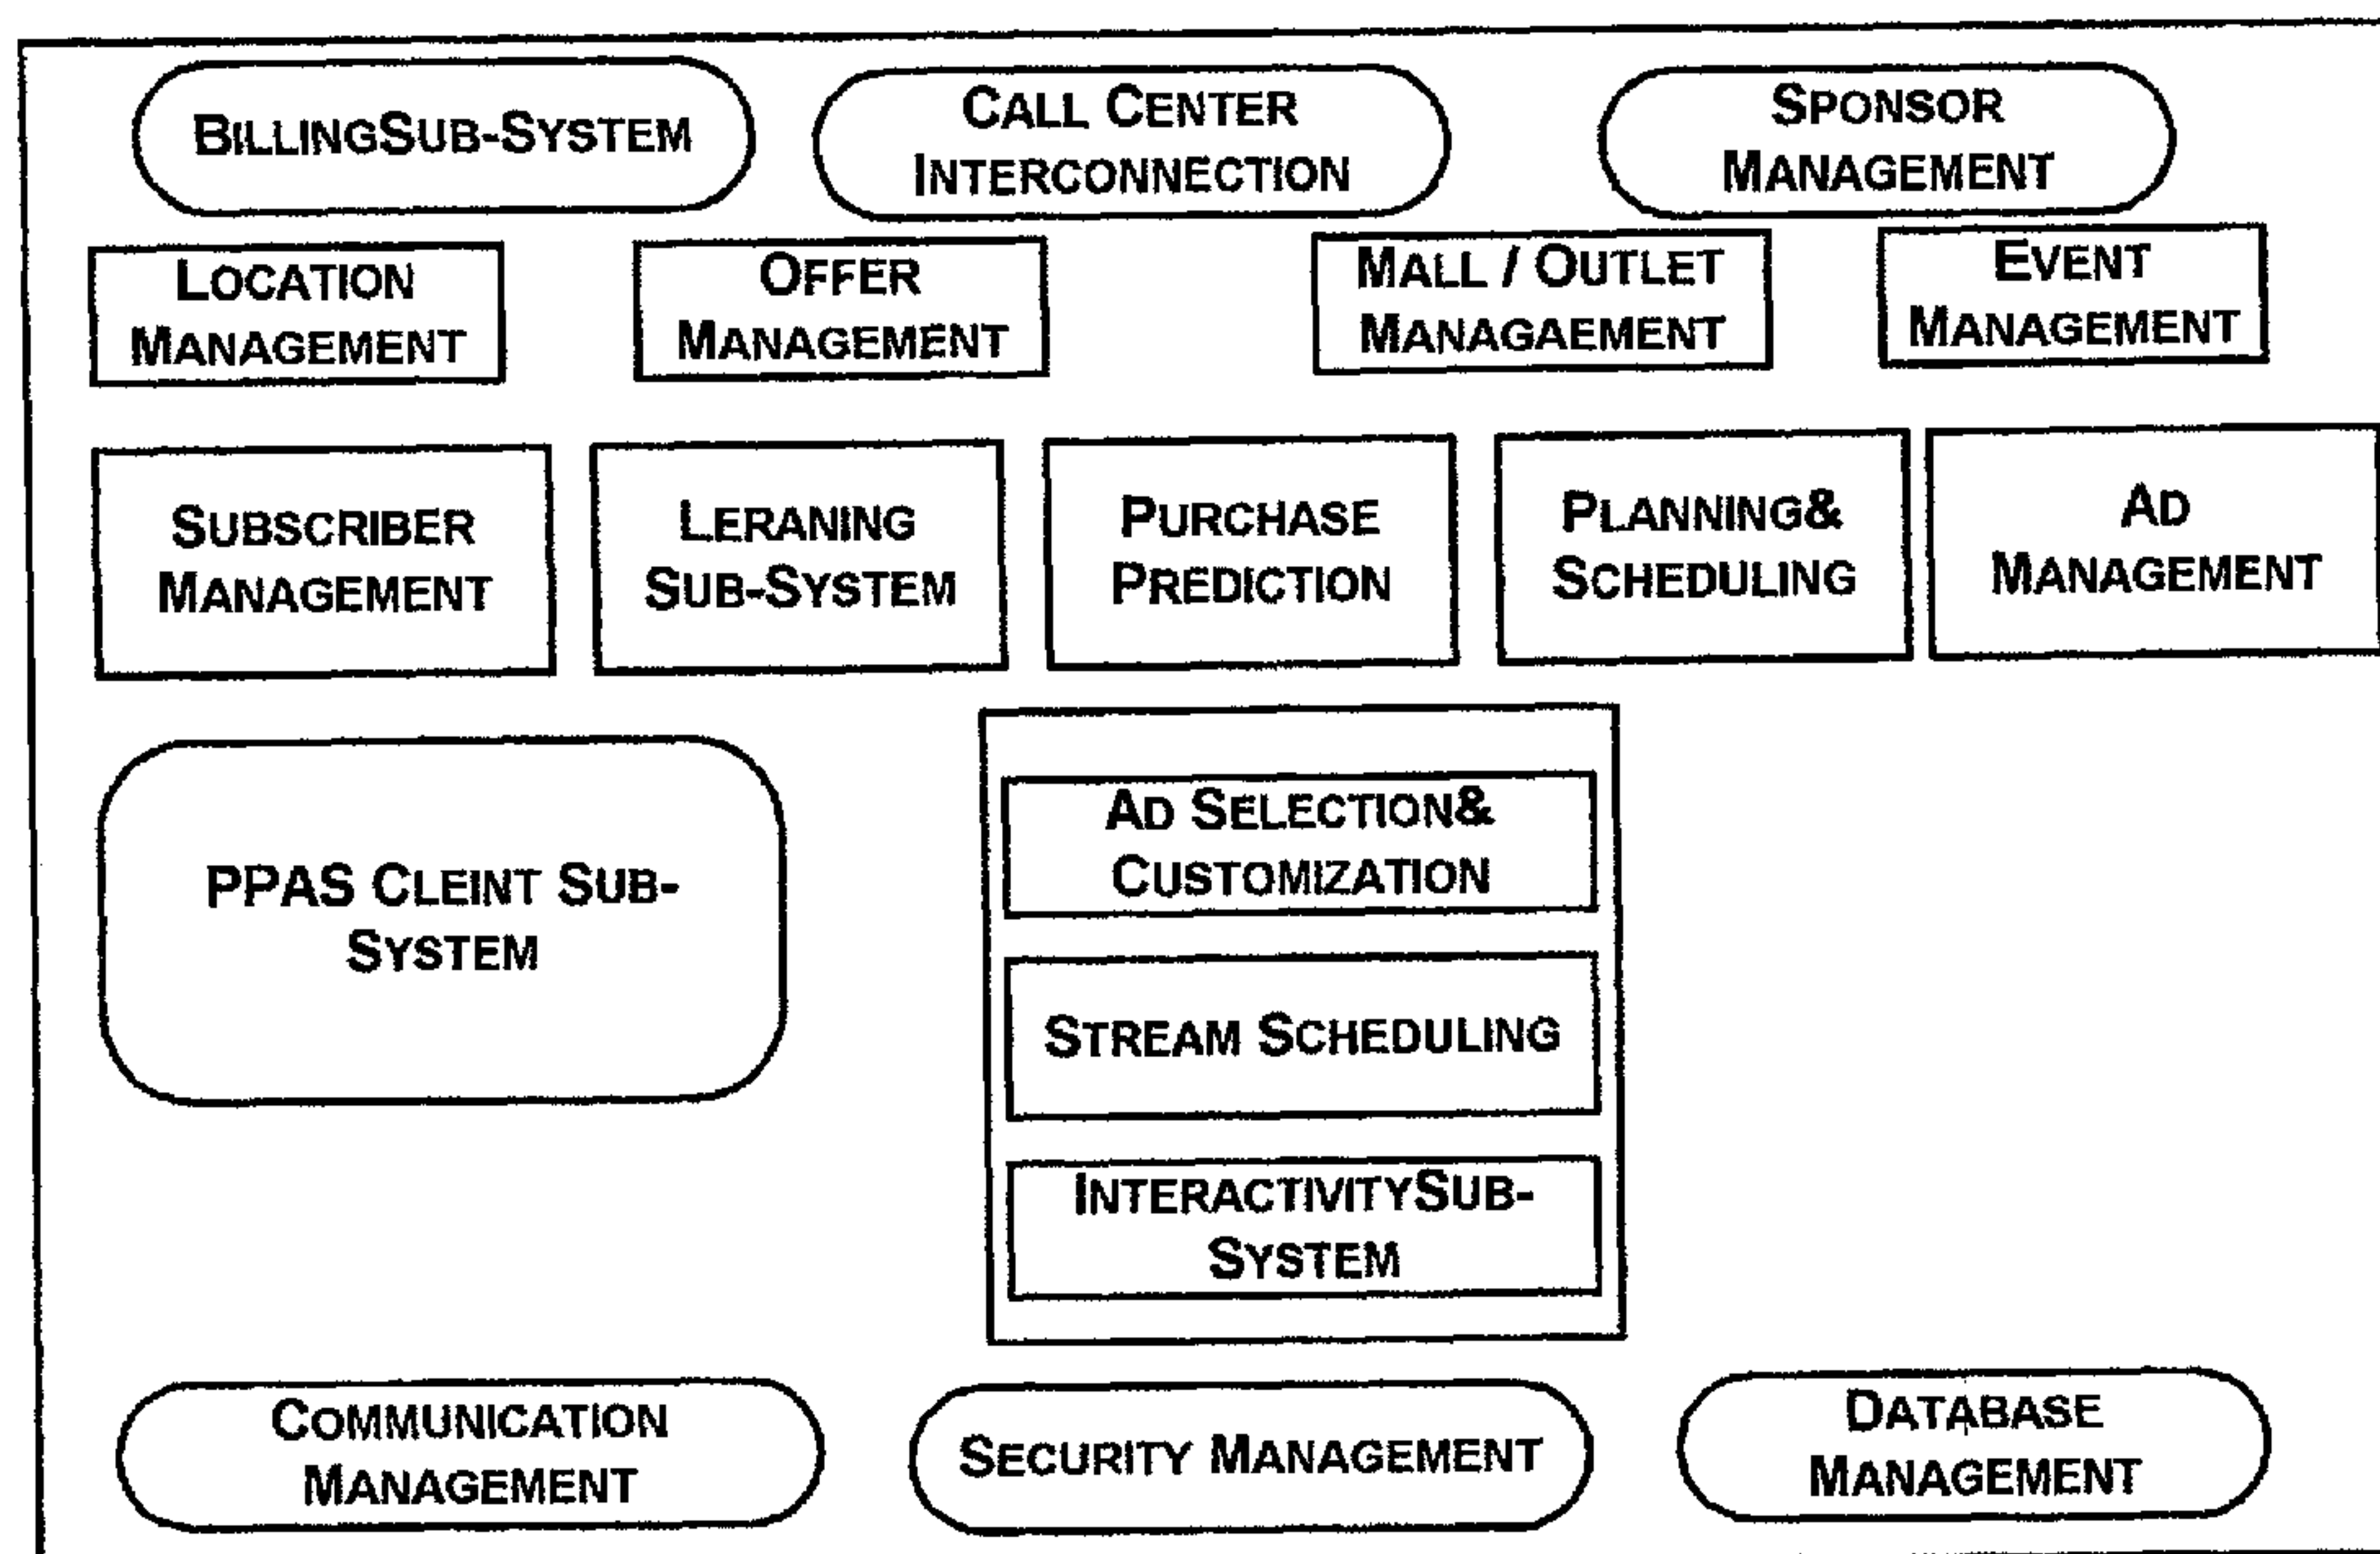 BILLINGSUB-SYSTEM
CALL CENTER
INTERCONNECTION
SPONSOR
MANAGEMENT
LOCATION
MANAGEMENT
OFFER
MANAGEMENT
MALL / OUTLET
MANAGAEMENT
EVENT
MANAGEMENT
SUBSCRIBER
MANAGEMENT
LERANING
SUB-SYSTEM
PURCHASE
PREDICTION
PLANNING&
SCHEDULING
AD
MANAGEMENT
PPAS CLEINT SUB-
SYSTEM
AD SELECTION&
CUSTOMIZATION
STREAM SCHEDULING
INTERACTIVITYSUB-
SYSTEM
COMMUNICATION
MANAGEMENT
SECURITY MANAGEMENT
DATABASE
MANAGEMENT